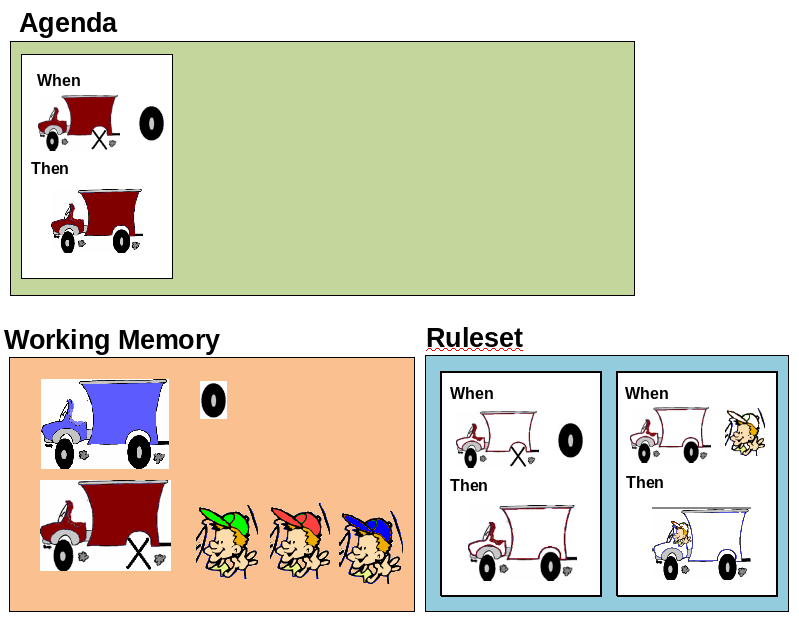 Agenda
When
Then
Working Memory
Ruleset
When
Then
When
Then